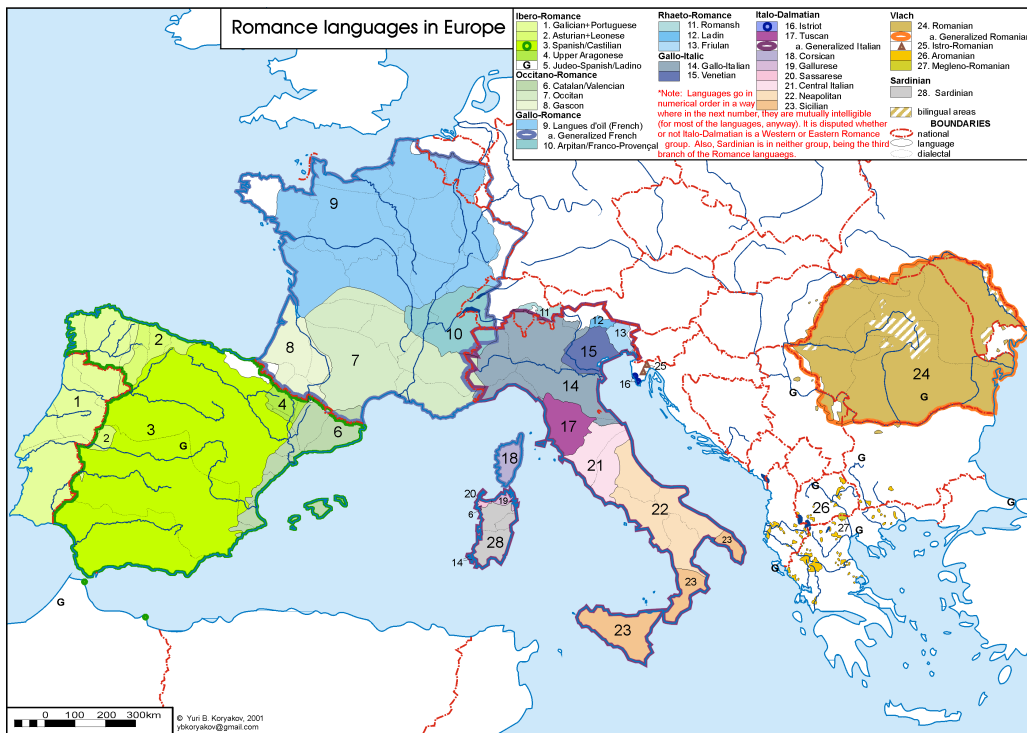 Romance languages in Europe
Ibero-Romance
1. Galician+Portuguese
2. Asturian+Leonese
3. Spanish/Castilian
4. Upper Aragonese
G 5. Judeo-Spanish/Ladino
Occitano-Romance
6. Catalan/Valencian
7. Occitan
8. Gascon
Gallo-Romance
9. Langues d'oil (French)
a. Generalized French
10. Arpitan/Franco-Provençal
Rhaeto-Romance
11. Romansh
12. Ladin
13. Friulan
Gallo-Italic
14. Gallo-Italian
15. Venetian
Italo-Dalmatian
16. Istriot
17. Tuscan
a. Generalized Italian
18. Corsican
19. Gallurese
20. Sassarese
21. Central Italian
22. Neapolitan
23. Sicilian
*Note: Languages go in
numerical order in a way
where in the next number, they are mutually intelligible
(for most of the languages, anyway). It is disputed whether
or not Italo-Dalmatian is a Western or Eastern Romance
group. Also, Sardinian is in neither group, being the third
branch of the Romance languaegs.
Vlach
24. Romanian
a. Generalized Romanian
25. Istro-Romanian
26. Aromanian
27. Megleno-Romanian
Sardinian
28. Sardinian
bilingual areas
BOUNDARIES
national
language
dialectal
9
2
1
3
2
G
4
6
8
7
10
11
12
13
15
14
16
25
17
18
21
20
19
6
28
14
22
23
23
23
24
G
G
G
G
26
27
G
G
G
G
0 100 200 300km
© Yuri B. Koryakov, 2001
ybkoryakov@gmail.com